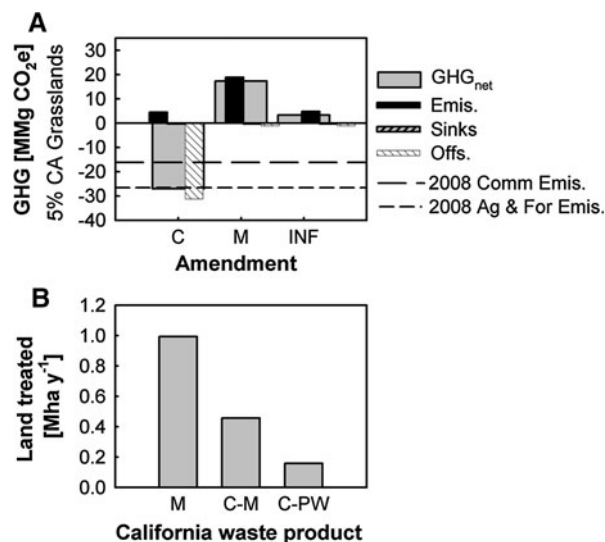 A
GHG [MMg CO₂e]
5% CA Grasslands
30
20
10
0
-10
-20
-30
-40
C M INF
Amendment
GHGnet
Emis.
Sinks
Offs.
2008 Comm Emis.
2008 Ag & For Emis.
B
Land treated
[Mha y⁻¹]
1.2
1.0
0.8
0.6
0.4
0.2
0.0
M C-M C-PW
California waste product